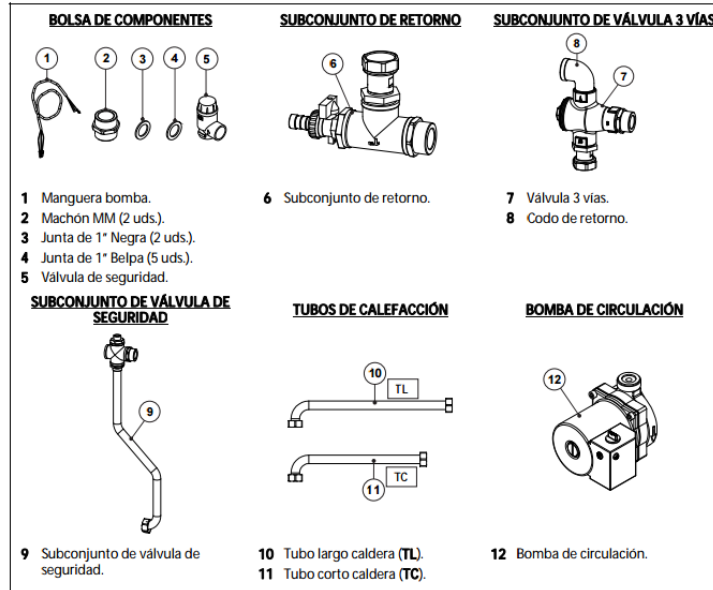 BOLSA DE COMPONENTES
1
2
3
4
5
1 Manguera bomba.
2 Machón MM (2 uds.).
3 Junta de 1" Negra (2 uds.).
4 Junta de 1" Belpa (5 uds.).
5 Válvula de seguridad.
SUBCONJUNTO DE RETORNO
6
6 Subconjunto de retorno.
SUBCONJUNTO DE VÁLVULA 3 VÍAS
8
7
A
7 Válvula 3 vías.
8 Codo de retorno.
SUBCONJUNTO DE VÁLVULA DE
SEGURIDAD
9
9 Subconjunto de válvula de
seguridad.
TUBOS DE CALEFACCIÓN
10
TL
TC
11
10 Tubo largo caldera (TL).
11 Tubo corto caldera (TC).
BOMBA DE CIRCULACIÓN
12
12 Bomba de circulación.